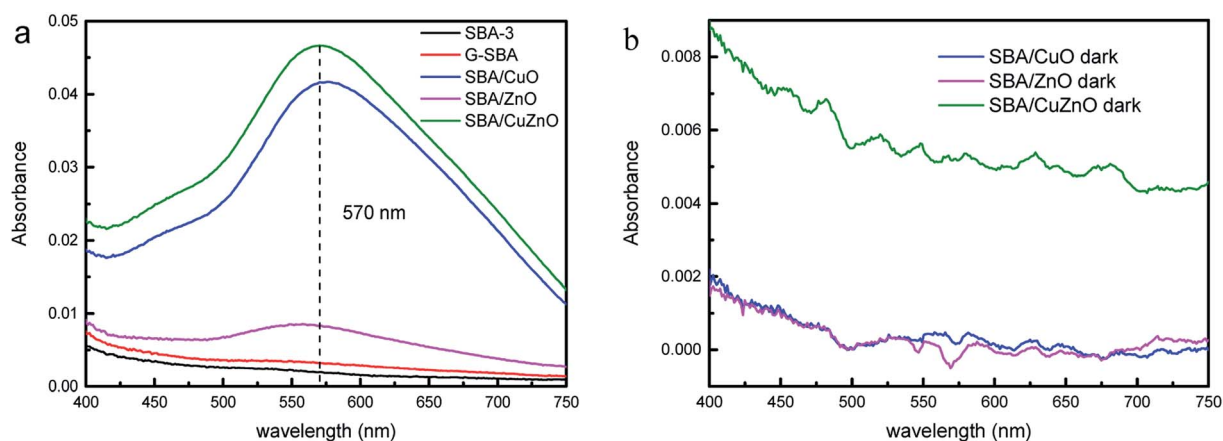 a
0.05
0.04
0.03
0.02
0.01
0.00
Absorbance
SBA-3
G-SBA
SBA/CuO
SBA/ZnO
SBA/CuZnO
570 nm
400 450 500 550 600 650 700 750
wavelength (nm)
b
0.008
0.006
0.004
0.002
0.000
Absorbance
SBA/CuO dark
SBA/ZnO dark
SBA/CuZnO dark
400 450 500 550 600 650 700 750
wavelength (nm)